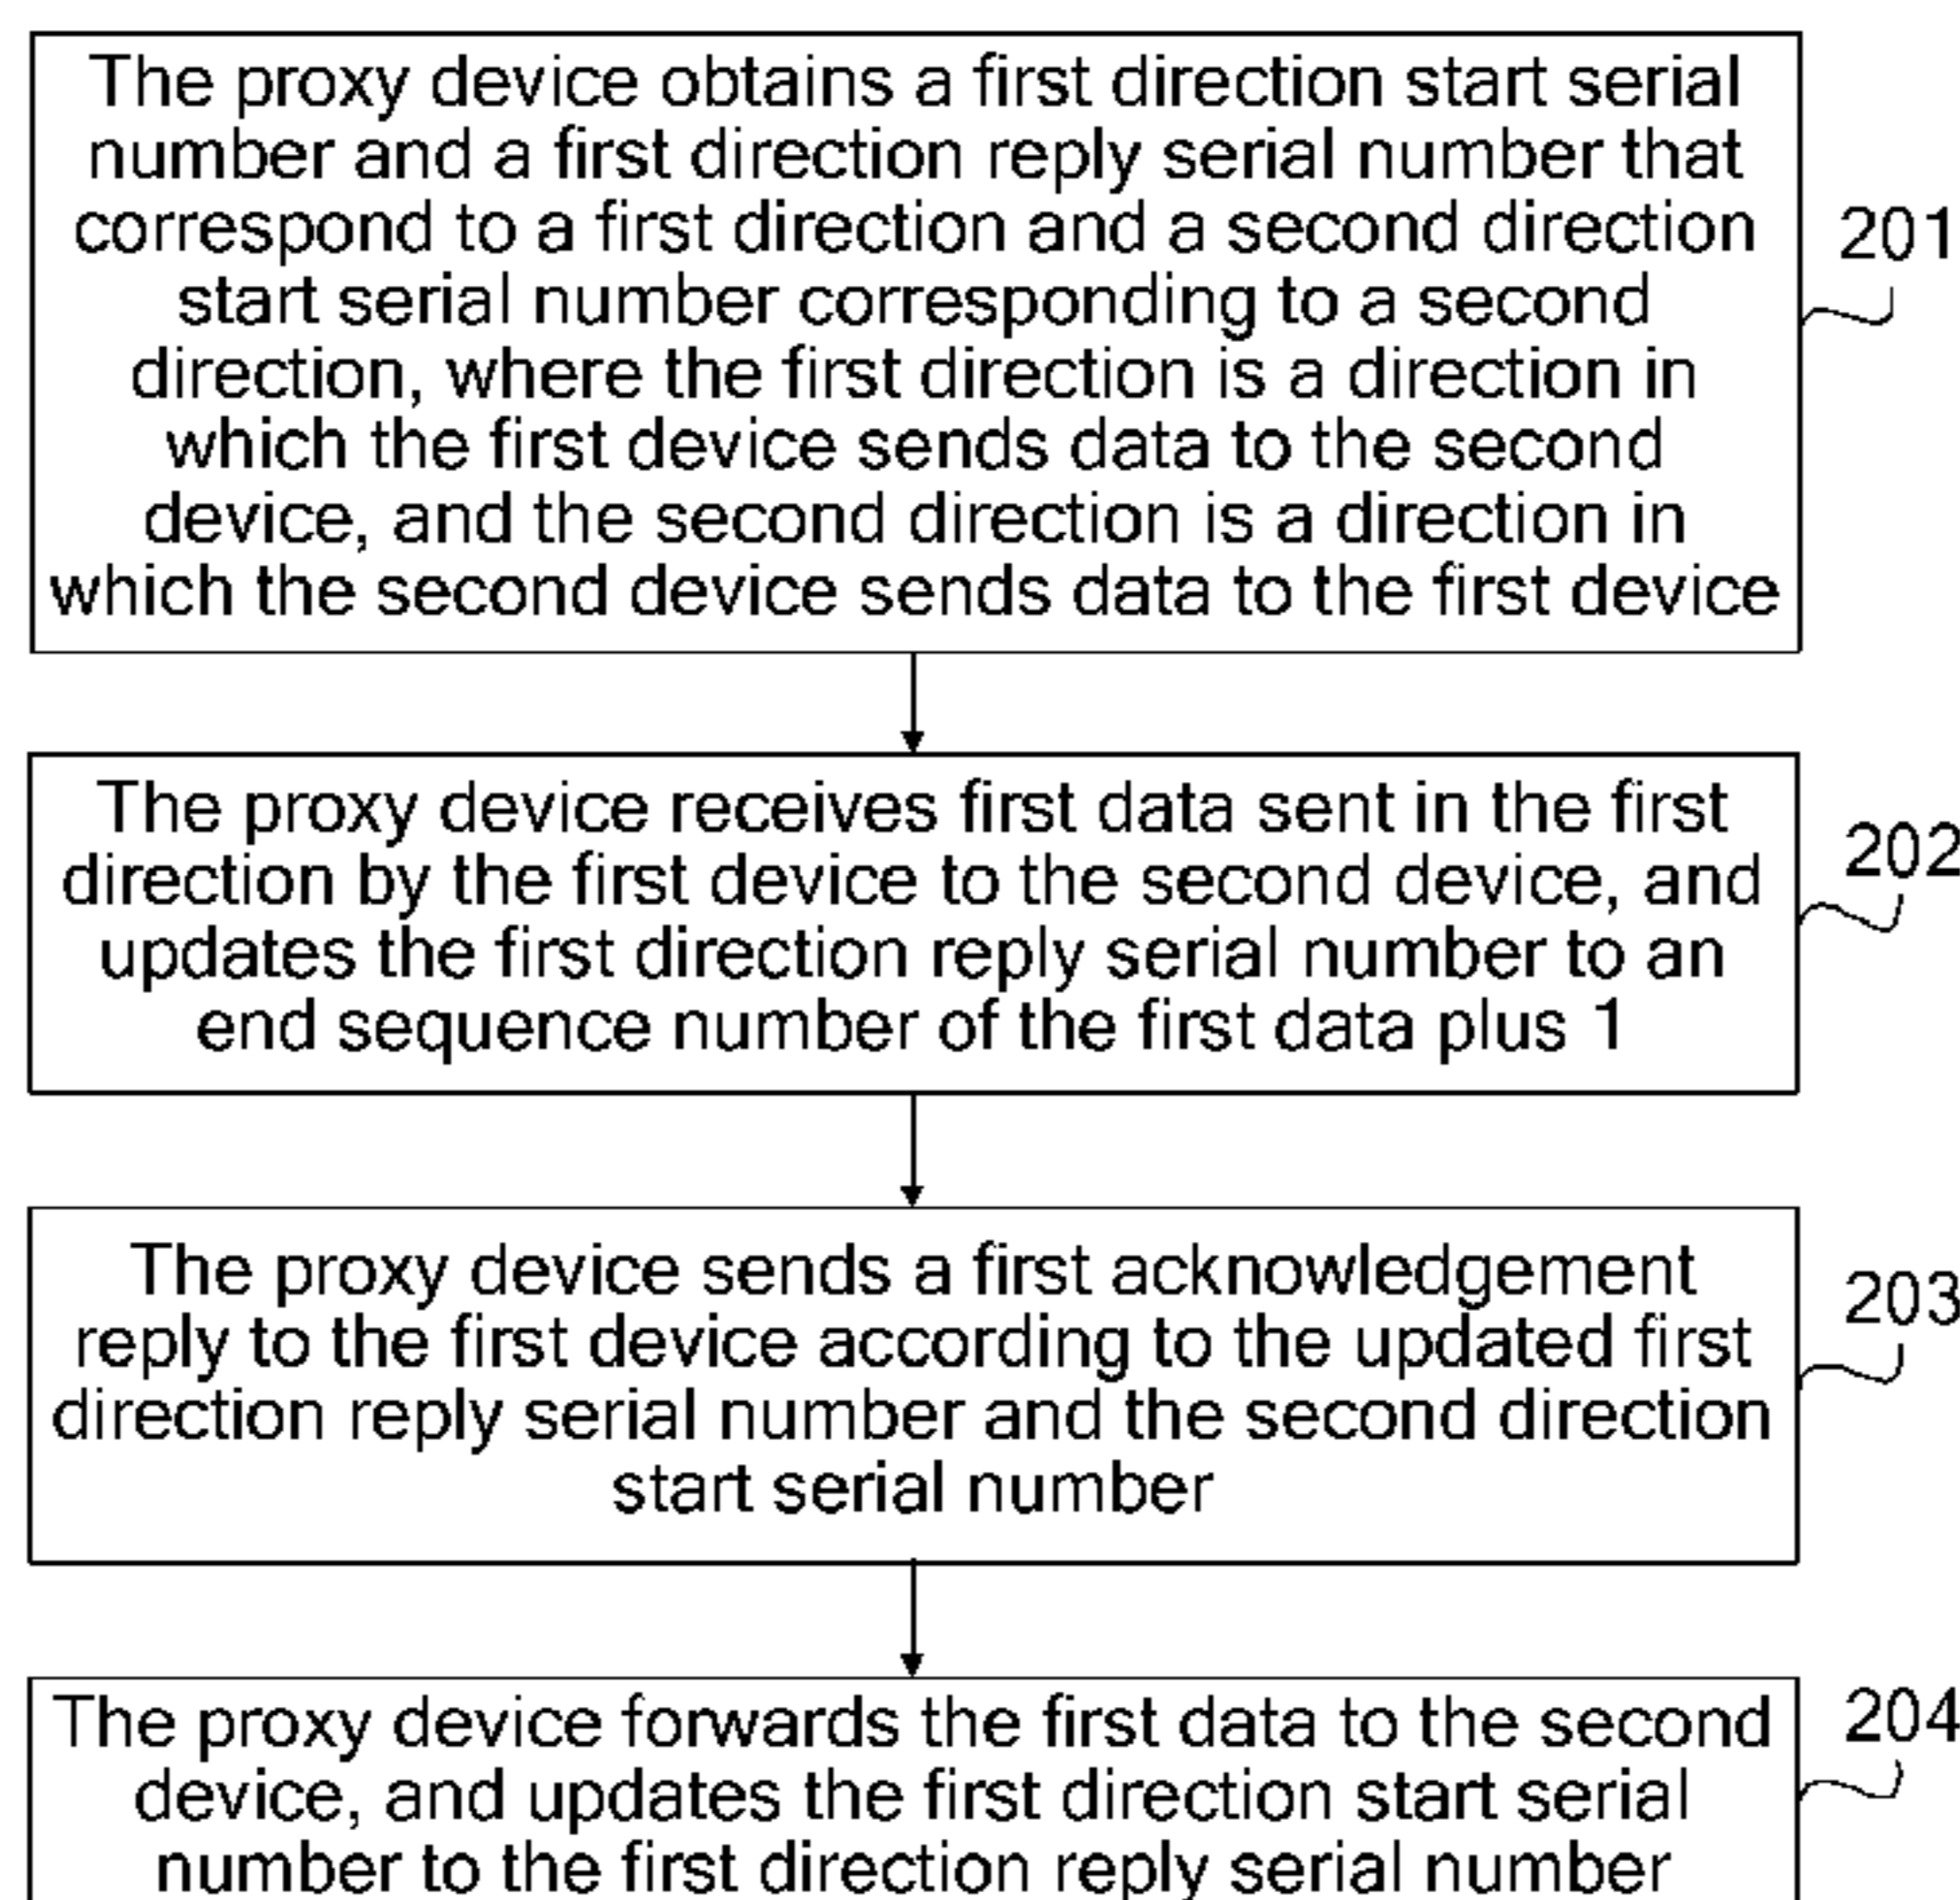 The proxy device obtains a first direction start serial
number and a first direction reply serial number that
correspond to a first direction and a second direction
start serial number corresponding to a second
direction, where the first direction is a direction in
which the first device sends data to the second
device, and the second direction is a direction in
which the second device sends data to the first device
201
The proxy device receives first data sent in the first
direction by the first device to the second device, and
updates the first direction reply serial number to an
end sequence number of the first data plus 1
202
The proxy device sends a first acknowledgement
reply to the first device according to the updated first
direction reply serial number and the second direction
start serial number
203
The proxy device forwards the first data to the second
device, and updates the first direction start serial
number to the first direction reply serial number
204